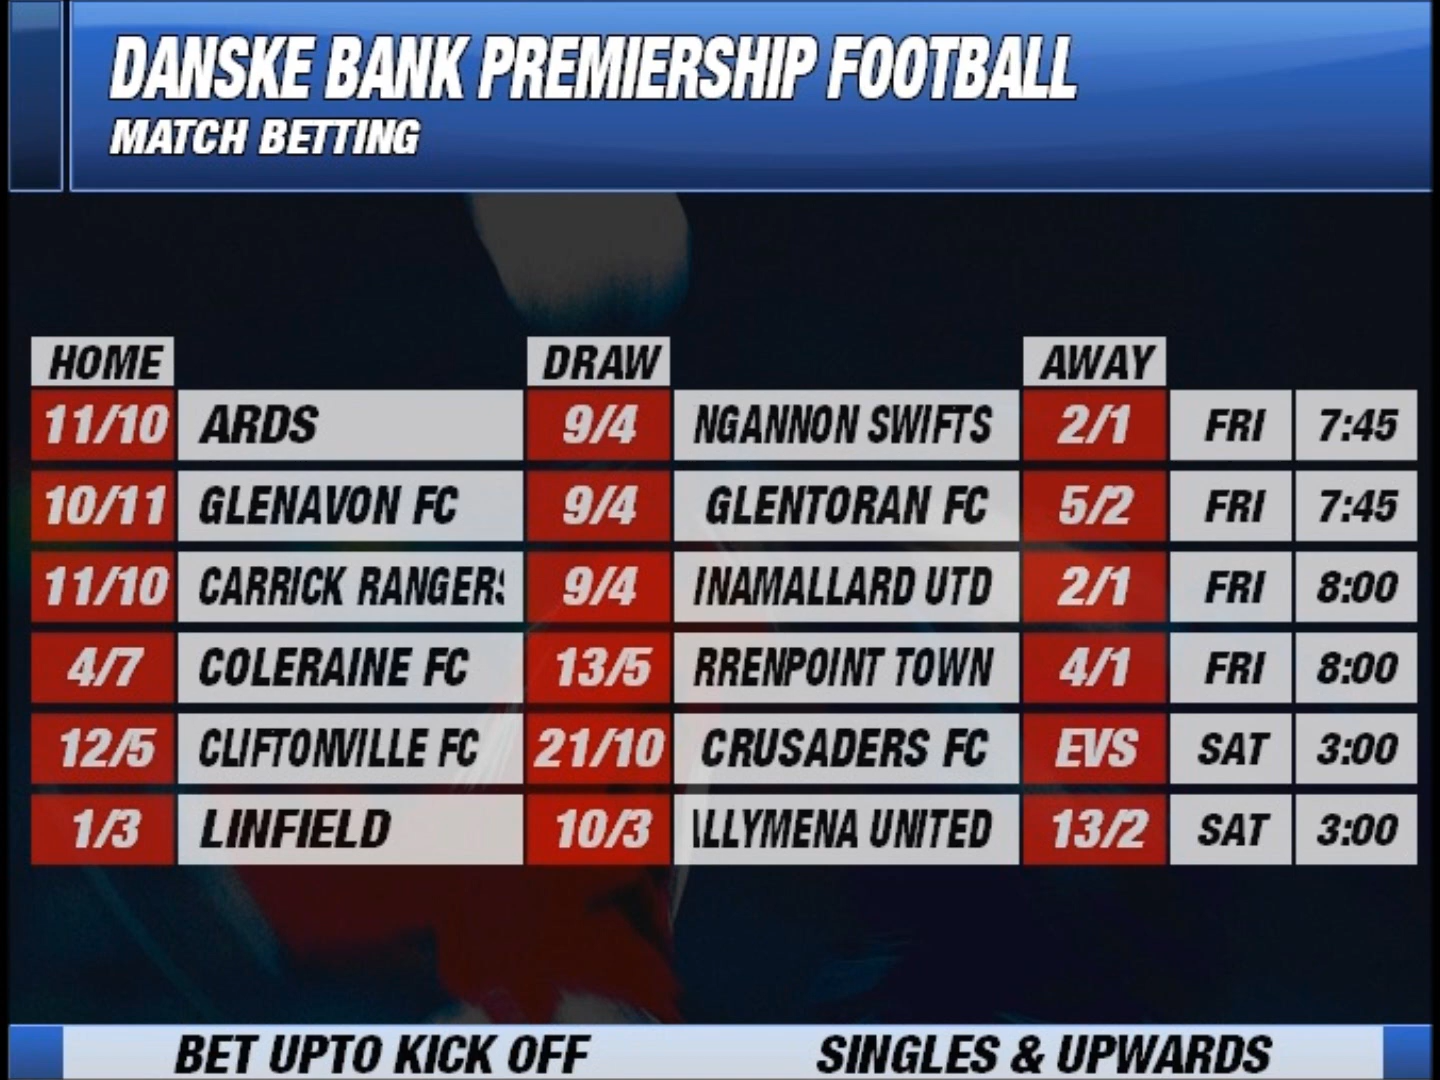 DANSKE BANK PREMIERSHIP FOOTBALL
MATCH BETTING
HOME DRAW AWAY
11/10 ARDS 9/4 NGANNON SWIFTS 2/1 FRI 7:45
10/11 GLENAVON FC 9/4 GLENTORAN FC 5/2 FRI 7:45
11/10 CARRICK RANGERS 9/4 INAMALLARD UTD 2/1 FRI 8:00
4/7 COLERAINE FC 13/5 RRENPOINT TOWN 4/1 FRI 8:00
12/5 CLIFTONVILLE FC 21/10 CRUSADERS FC EVS SAT 3:00
1/3 LINFIELD 10/3 LLYMENA UNITED 13/2 SAT 3:00
BET UPTO KICK OFF SINGLES & UPWARDS